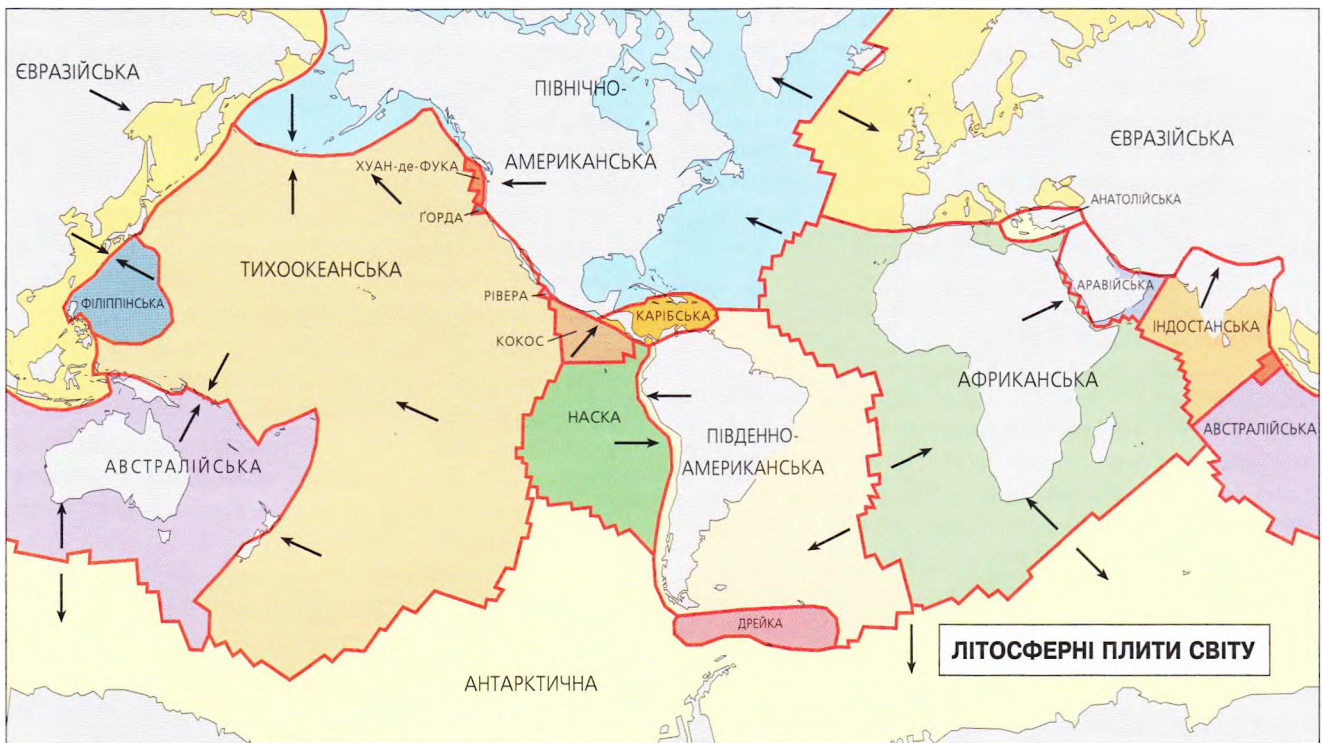 ЄВРАЗІЙСЬКА
ПІВНІЧНО-
АМЕРИКАНСЬКА
ЄВРАЗІЙСЬКА
ХУАН-де-ФУКА
ҐОРДА
АНАТОЛІЙСЬКА
ТИХООКЕАНСЬКА
ФІЛІППІНСЬКА
РІВЕРА
КОКОС
КАРІБСЬКА
АРАВІЙСЬКА
ІНДОСТАНСЬКА
АФРИКАНСЬКА
НАСКА
ПІВДЕННО-
АМЕРИКАНСЬКА
АВСТРАЛІЙСЬКА
АВСТРАЛІЙСЬКА
ДРЕЙКА
АНТАРКТИЧНА
ЛІТОСФЕРНІ ПЛИТИ СВІТУ